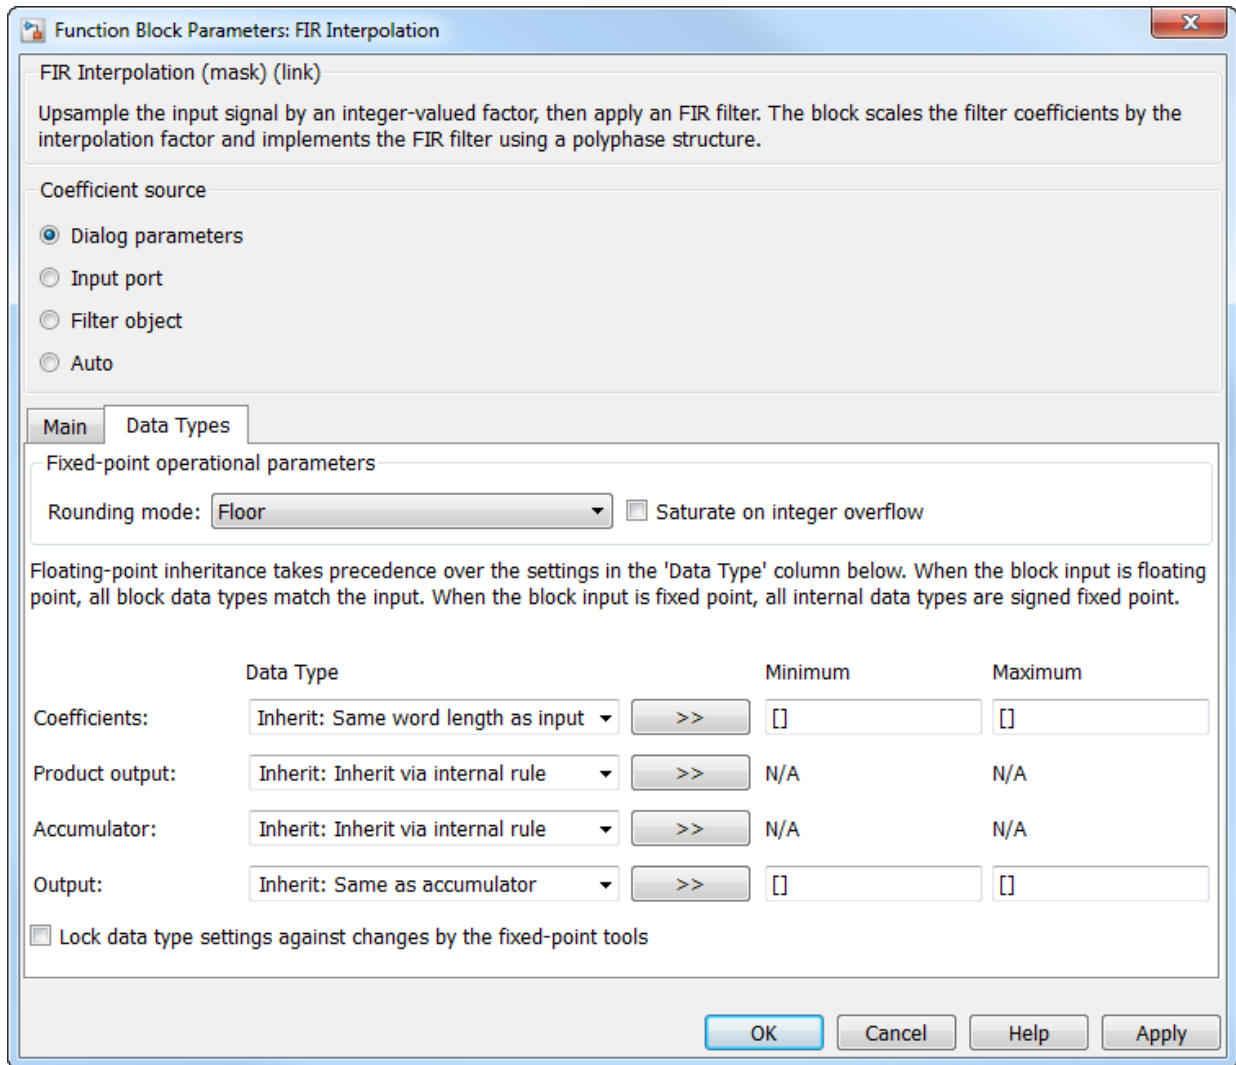 Function Block Parameters: FIR Interpolation
X
FIR Interpolation (mask) (link)
Upsample the input signal by an integer-valued factor, then apply an FIR filter. The block scales the filter coefficients by the
interpolation factor and implements the FIR filter using a polyphase structure.
Coefficient source
Dialog parameters
Input port
Filter object
Auto
Main Data Types
Fixed-point operational parameters
Rounding mode: Floor Saturate on integer overflow
Floating-point inheritance takes precedence over the settings in the 'Data Type' column below. When the block input is floating
point, all block data types match the input. When the block input is fixed point, all internal data types are signed fixed point.
Data Type Minimum Maximum
Coefficients: Inherit: Same word length as input >> [] []
Product output: Inherit: Inherit via internal rule >> N/A N/A
Accumulator: Inherit: Inherit via internal rule >> N/A N/A
Output: Inherit: Same as accumulator >> [] []
Lock data type settings against changes by the fixed-point tools
OK Cancel Help Apply